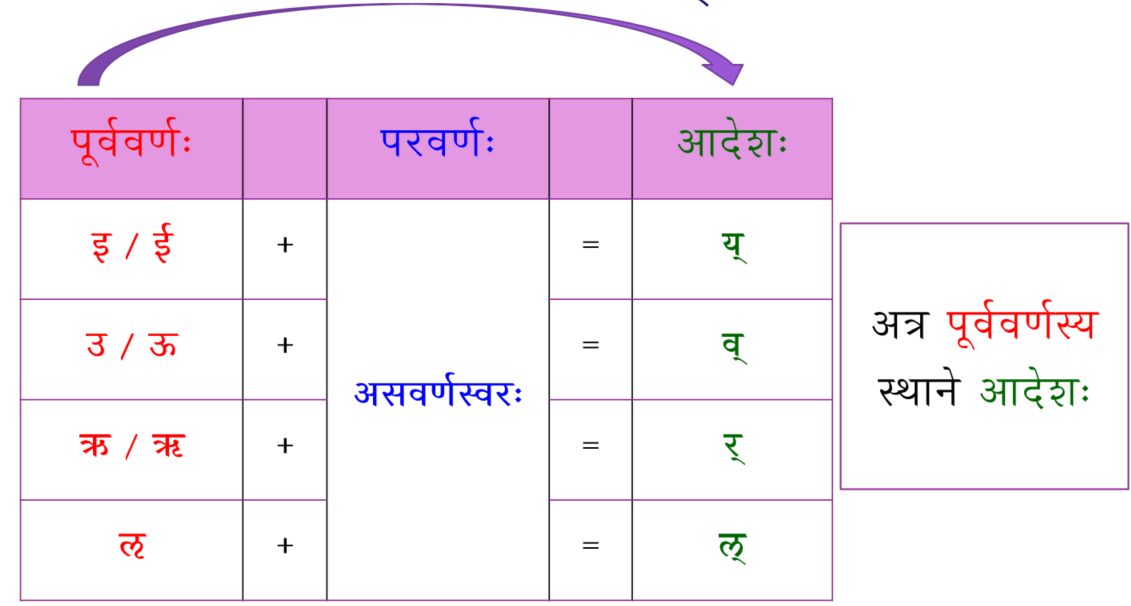 पूर्ववर्णः परवर्णः आदेशः
इ / ई + = य्
उ / ऊ + = व्
असवर्णस्वरः
ऋ / ॠ + = र्
ऌ + = ल्
अत्र पूर्ववर्णस्य
स्थाने आदेशः